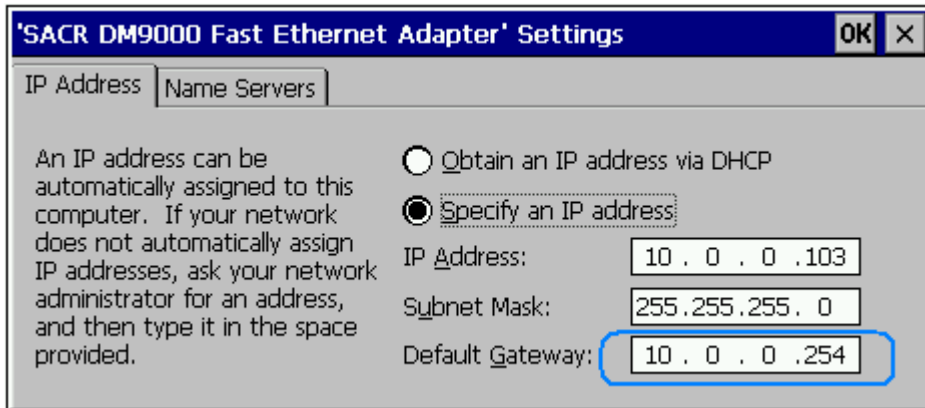 'SACR DM9000 Fast Ethernet Adapter' Settings OK ×
IP Address Name Servers
An IP address can be
automatically assigned to this
computer. If your network
does not automatically assign
IP addresses, ask your network
administrator for an address,
and then type it in the space
provided.
Obtain an IP address via DHCP
Specify an IP address
IP Address: 10 . 0 . 0 .103
Subnet Mask: 255.255.255. 0
Default Gateway: 10 . 0 . 0 .254